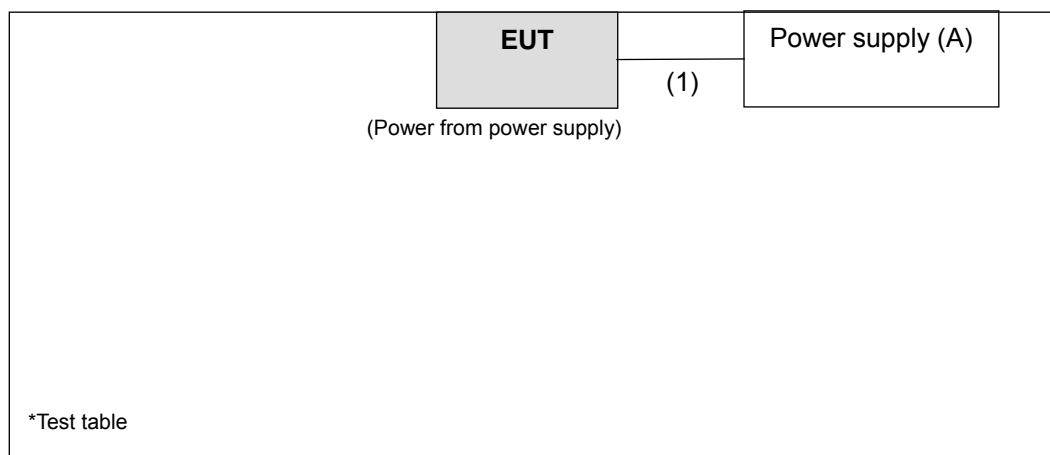 EUT
Power supply (A)
(1)
(Power from power supply)
*Test table